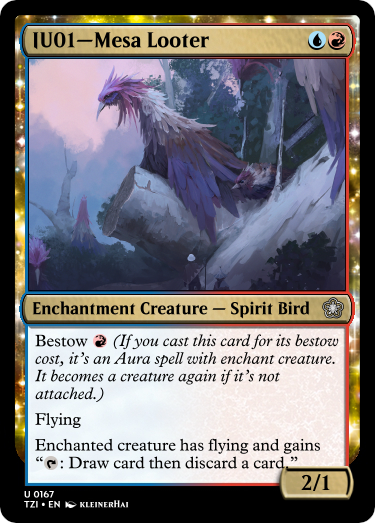 JU01—Mesa Looter
Enchantment Creature — Spirit Bird
Bestow (If you cast this card for its bestow
cost, it's an Aura spell with enchant creature.
It becomes a creature again if it's not
attached.)
Flying
Enchanted creature has flying and gains
“: Draw card then discard a card.”
2/1
U 0167
TZI • EN KLEINERHAI